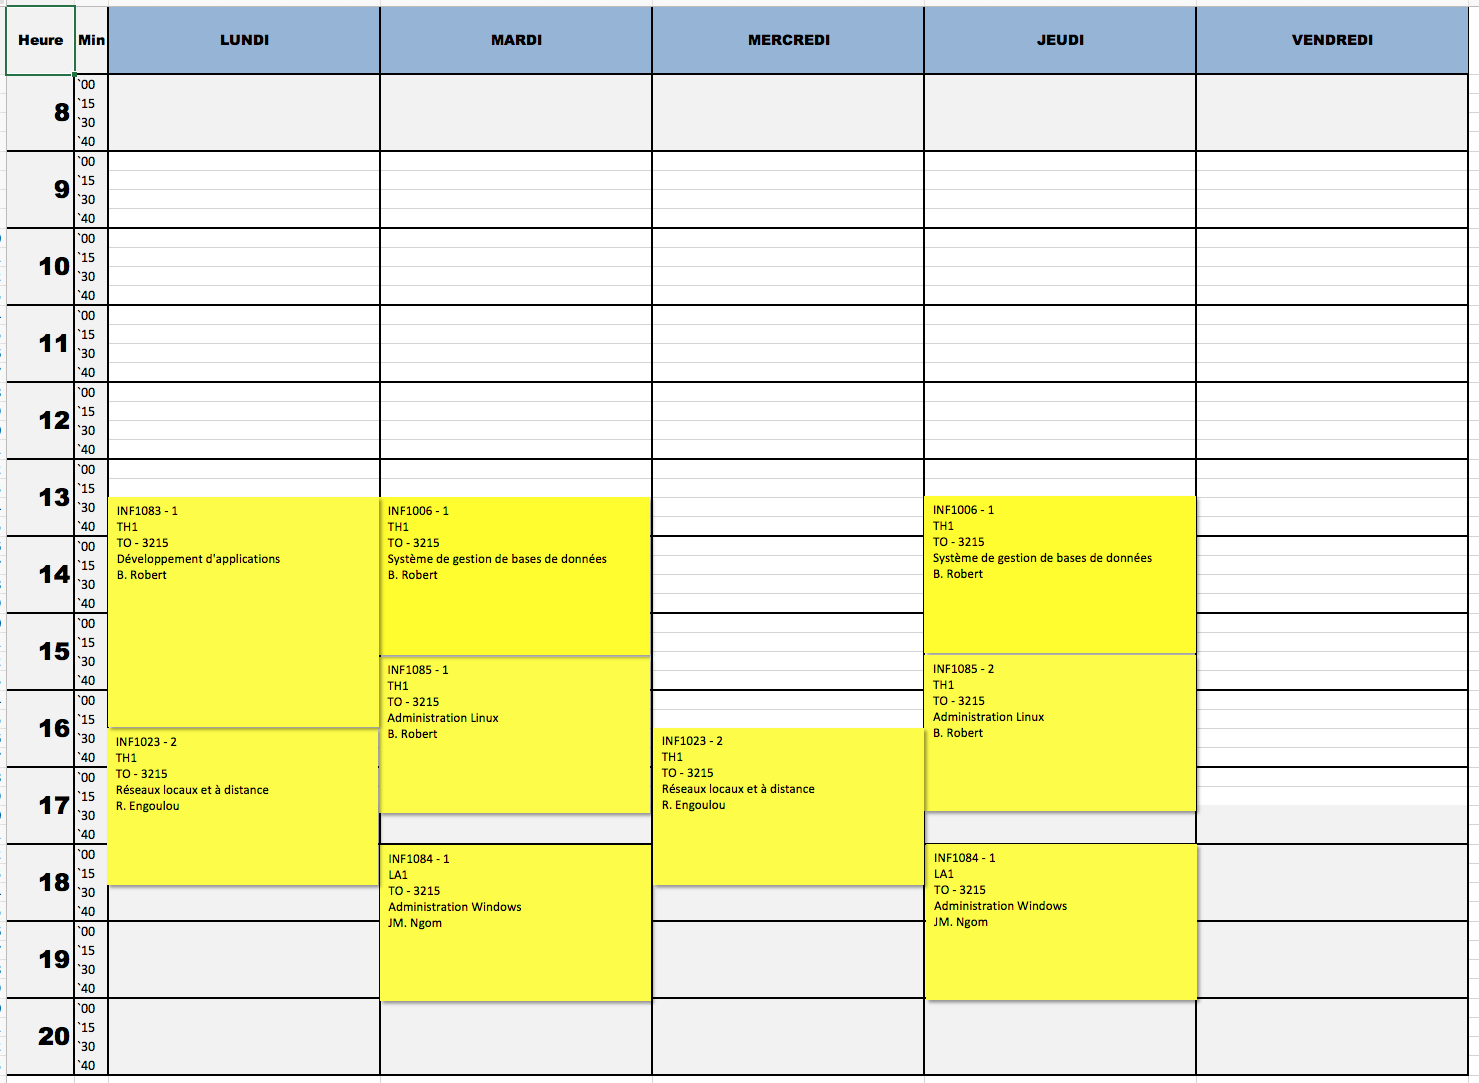 Heure Min LUNDI MARDI MERCREDI JEUDI VENDREDI
8
`00
`15
`30
`40
9
`00
`15
`30
`40
10
`00
`15
`30
`40
11
`00
`15
`30
`40
12
`00
`15
`30
`40
13
`00
`15
`30
`40
14
`00
`15
`30
`40
15
`00
`15
`30
`40
16
`00
`15
`30
`40
17
`00
`15
`30
`40
18
`00
`15
`30
`40
19
`00
`15
`30
`40
20
`00
`15
`30
`40
INF1083 - 1
TH1
TO - 3215
Développement d'applications
B. Robert
INF1023 - 2
TH1
TO - 3215
Réseaux locaux et à distance
R. Engoulou
INF1006 - 1
TH1
TO - 3215
Système de gestion de bases de données
B. Robert
INF1085 - 1
TH1
TO - 3215
Administration Linux
B. Robert
INF1084 - 1
LA1
TO - 3215
Administration Windows
JM. Ngom
INF1023 - 2
TH1
TO - 3215
Réseaux locaux et à distance
R. Engoulou
INF1006 - 1
TH1
TO - 3215
Système de gestion de bases de données
B. Robert
INF1085 - 2
TH1
TO - 3215
Administration Linux
B. Robert
INF1084 - 1
LA1
TO - 3215
Administration Windows
JM. Ngom